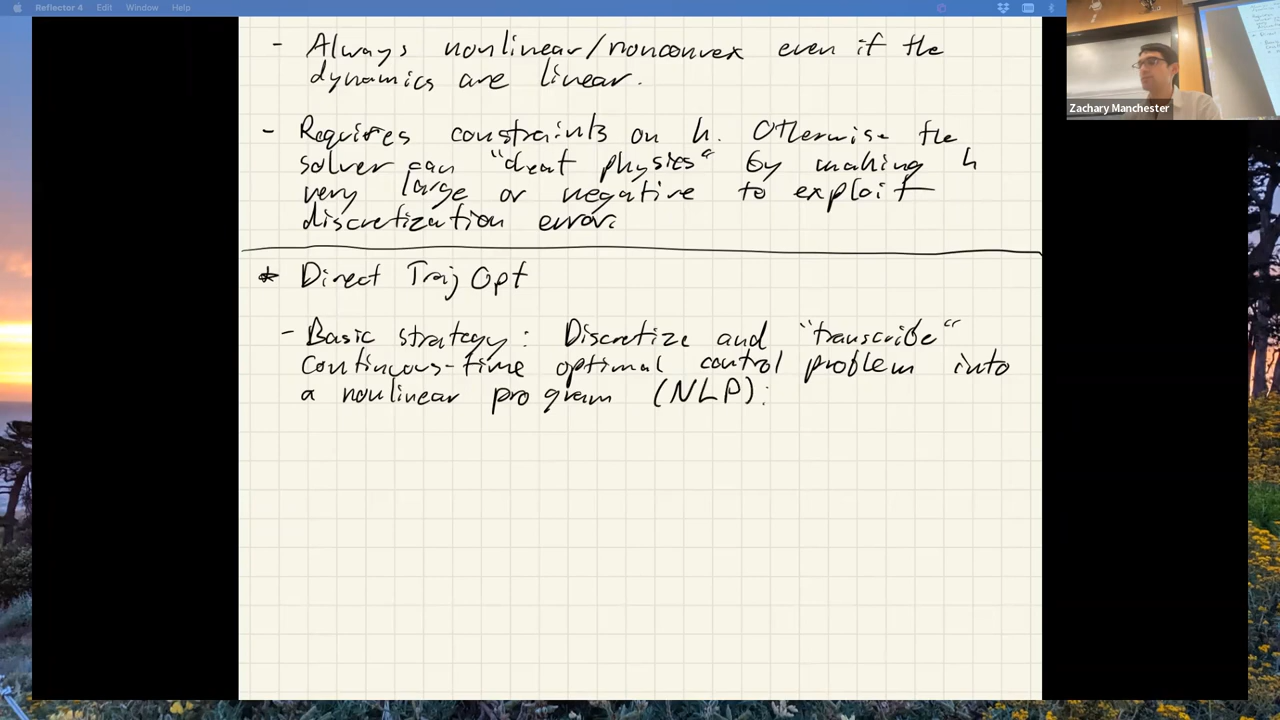 Reflector 4 Edit Window Help
- Always nonlinear/nonconvex even if the
dynamics are linear.
- Requires constraints on h. Otherwise the
solver can "cheat physics" by making h
very large or negative to exploit
discretization error.
* Direct Traj Opt
- Basic strategy: Discretize and "transcribe"
continuous-time optimal control problem into
a nonlinear program (NLP):
Zachary Manchester